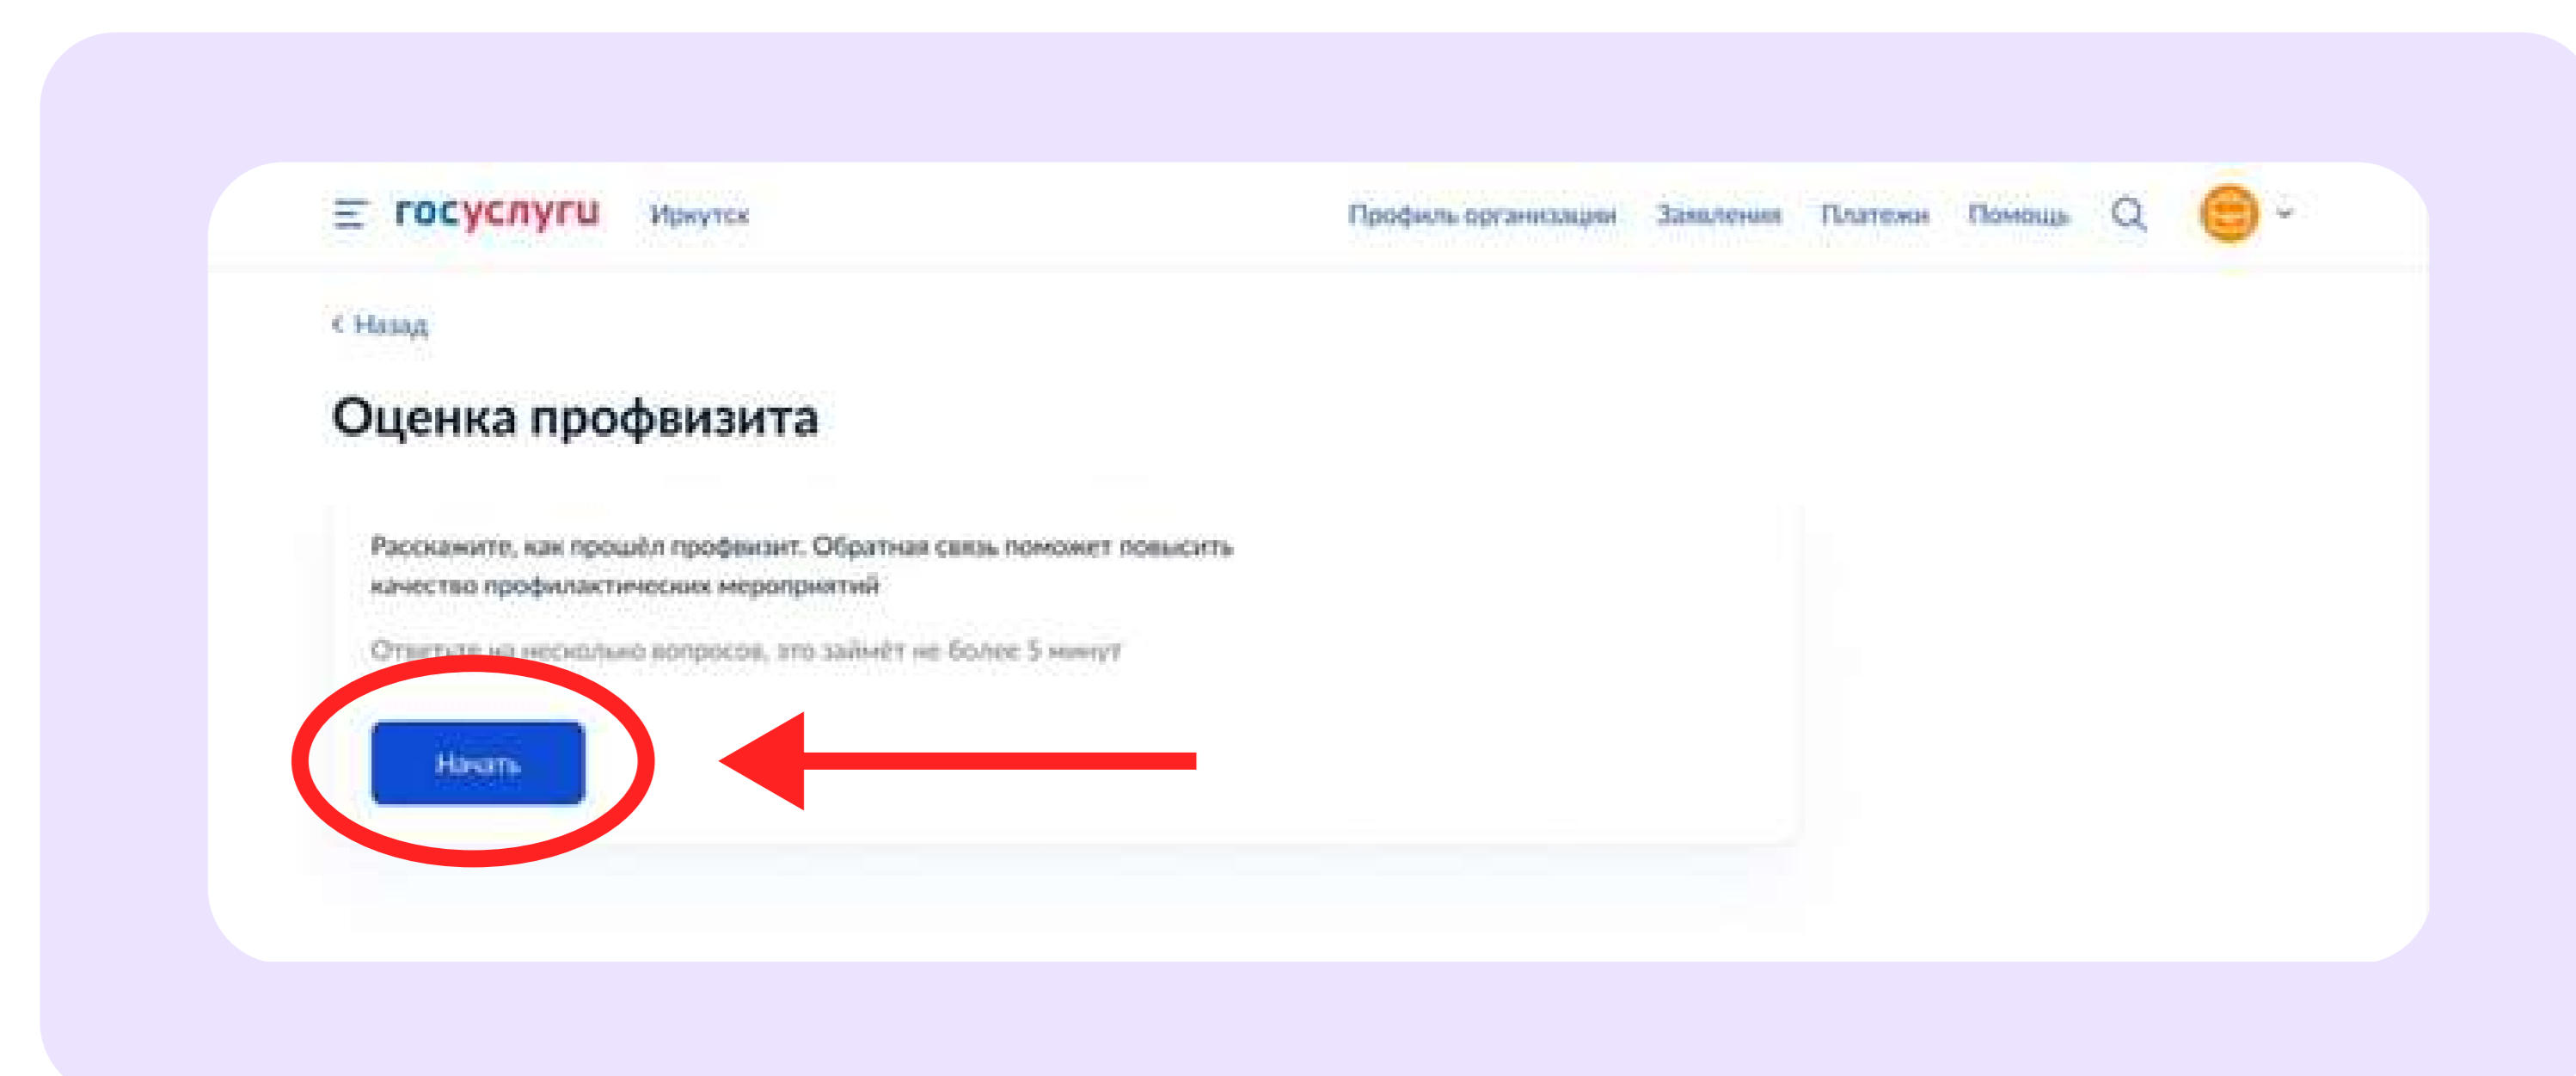 госуслуги Иркутск Профиль организации Заявления Платежи Помощь
Назад
Оценка профвизита
Расскажите, как прошёл профвизит. Обратная связь поможет повысить
качество профилактических мероприятий
Ответьте на несколько вопросов, это займёт не более 5 минут
Начать